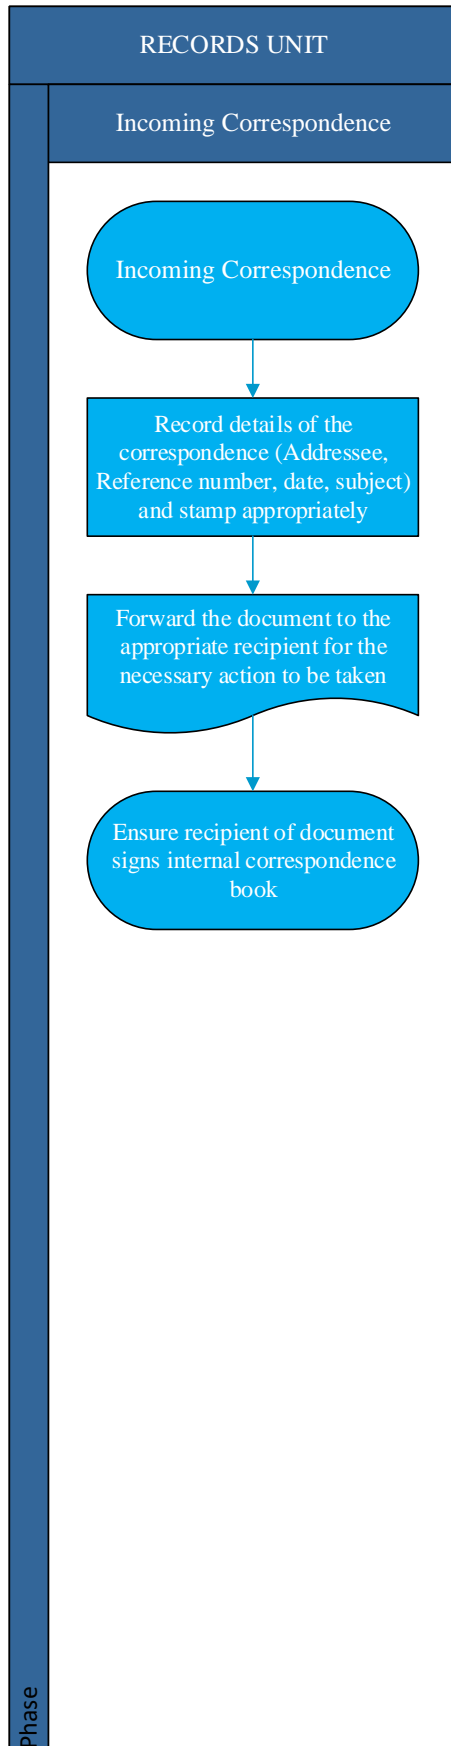 RECORDS UNIT
Incoming Correspondence
Incoming Correspondence
Record details of the
correspondence (Addressee,
Reference number, date, subject)
and stamp appropriately
Forward the document to the
appropriate recipient for the
necessary action to be taken
Ensure recipient of document
signs internal correspondence
book
Phase